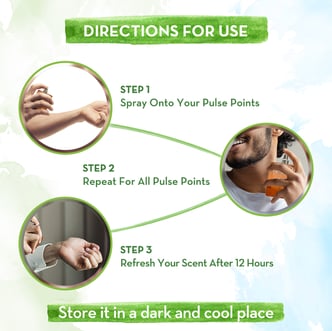 DIRECTIONS FOR USE
STEP 1
Spray Onto Your Pulse Points
STEP 2
Repeat For All Pulse Points
STEP 3
Refresh Your Scent After 12 Hours
Store it in a dark and cool place